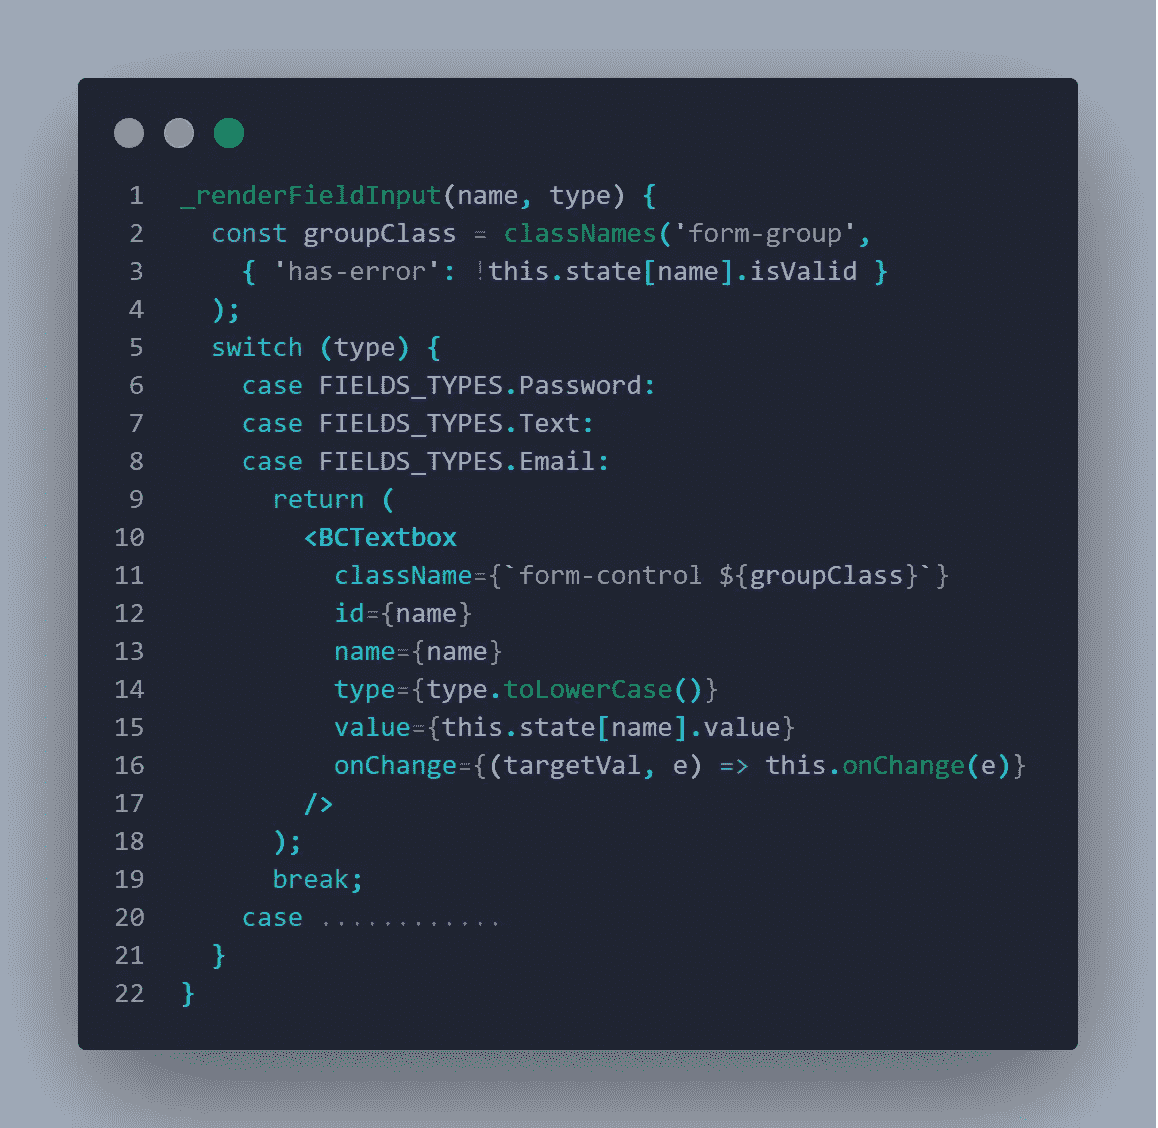 1 _renderFieldInput(name, type) {
2   const groupClass = classNames('form-group',
3     { 'has-error': !this.state[name].isValid }
4   );
5   switch (type) {
6     case FIELDS_TYPES.Password:
7     case FIELDS_TYPES.Text:
8     case FIELDS_TYPES.Email:
9       return (
10         <BCTextbox
11           className={`form-control ${groupClass}`}
12           id={name}
13           name={name}
14           type={type.toLowerCase()}
15           value={this.state[name].value}
16           onChange={(targetVal, e) => this.onChange(e)}
17         />
18       );
19       break;
20     case ............
21   }
22 }